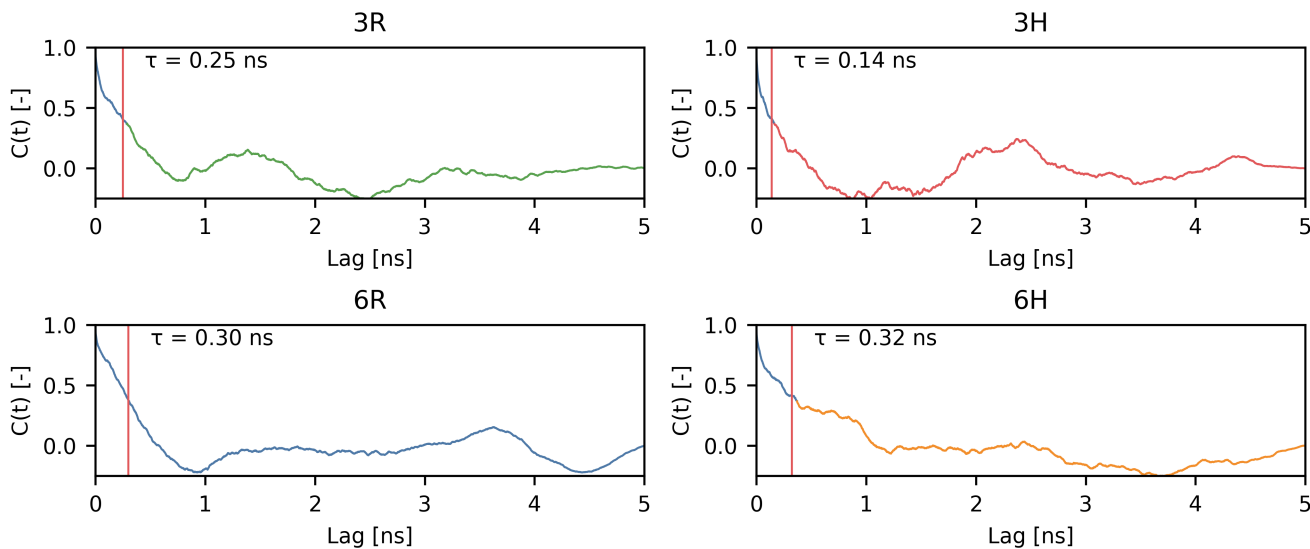 3R
1.0
τ = 0.25 ns
0.5
0.0
C(t) [-]
0 1 2 3 4 5
Lag [ns]
3H
1.0
τ = 0.14 ns
0.5
0.0
C(t) [-]
0 1 2 3 4 5
Lag [ns]
6R
1.0
τ = 0.30 ns
0.5
0.0
C(t) [-]
0 1 2 3 4 5
Lag [ns]
6H
1.0
τ = 0.32 ns
0.5
0.0
C(t) [-]
0 1 2 3 4 5
Lag [ns]